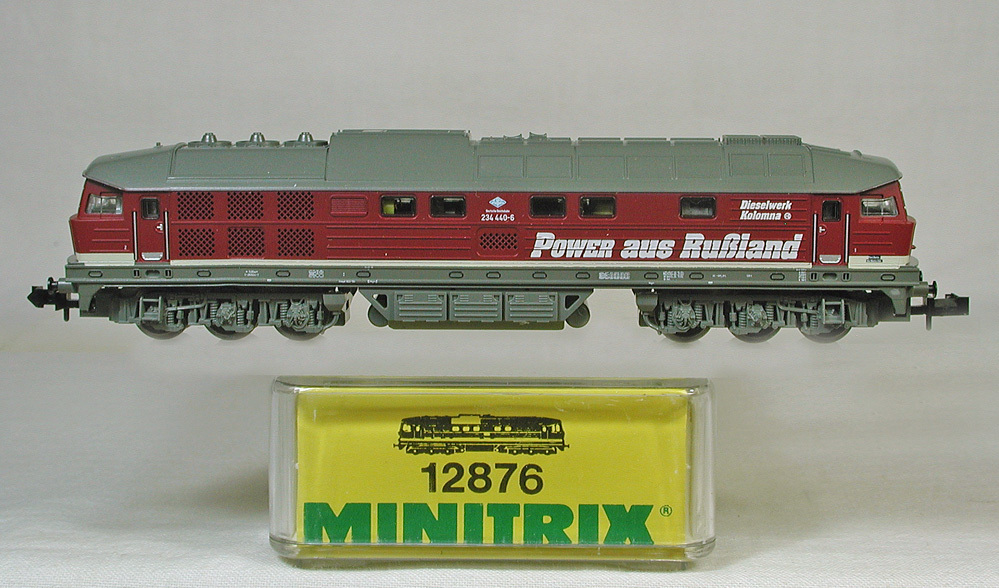 234 440-6
Dieselwerk
Kolomna
POWER aus Rußland
12876
MINITRIX®